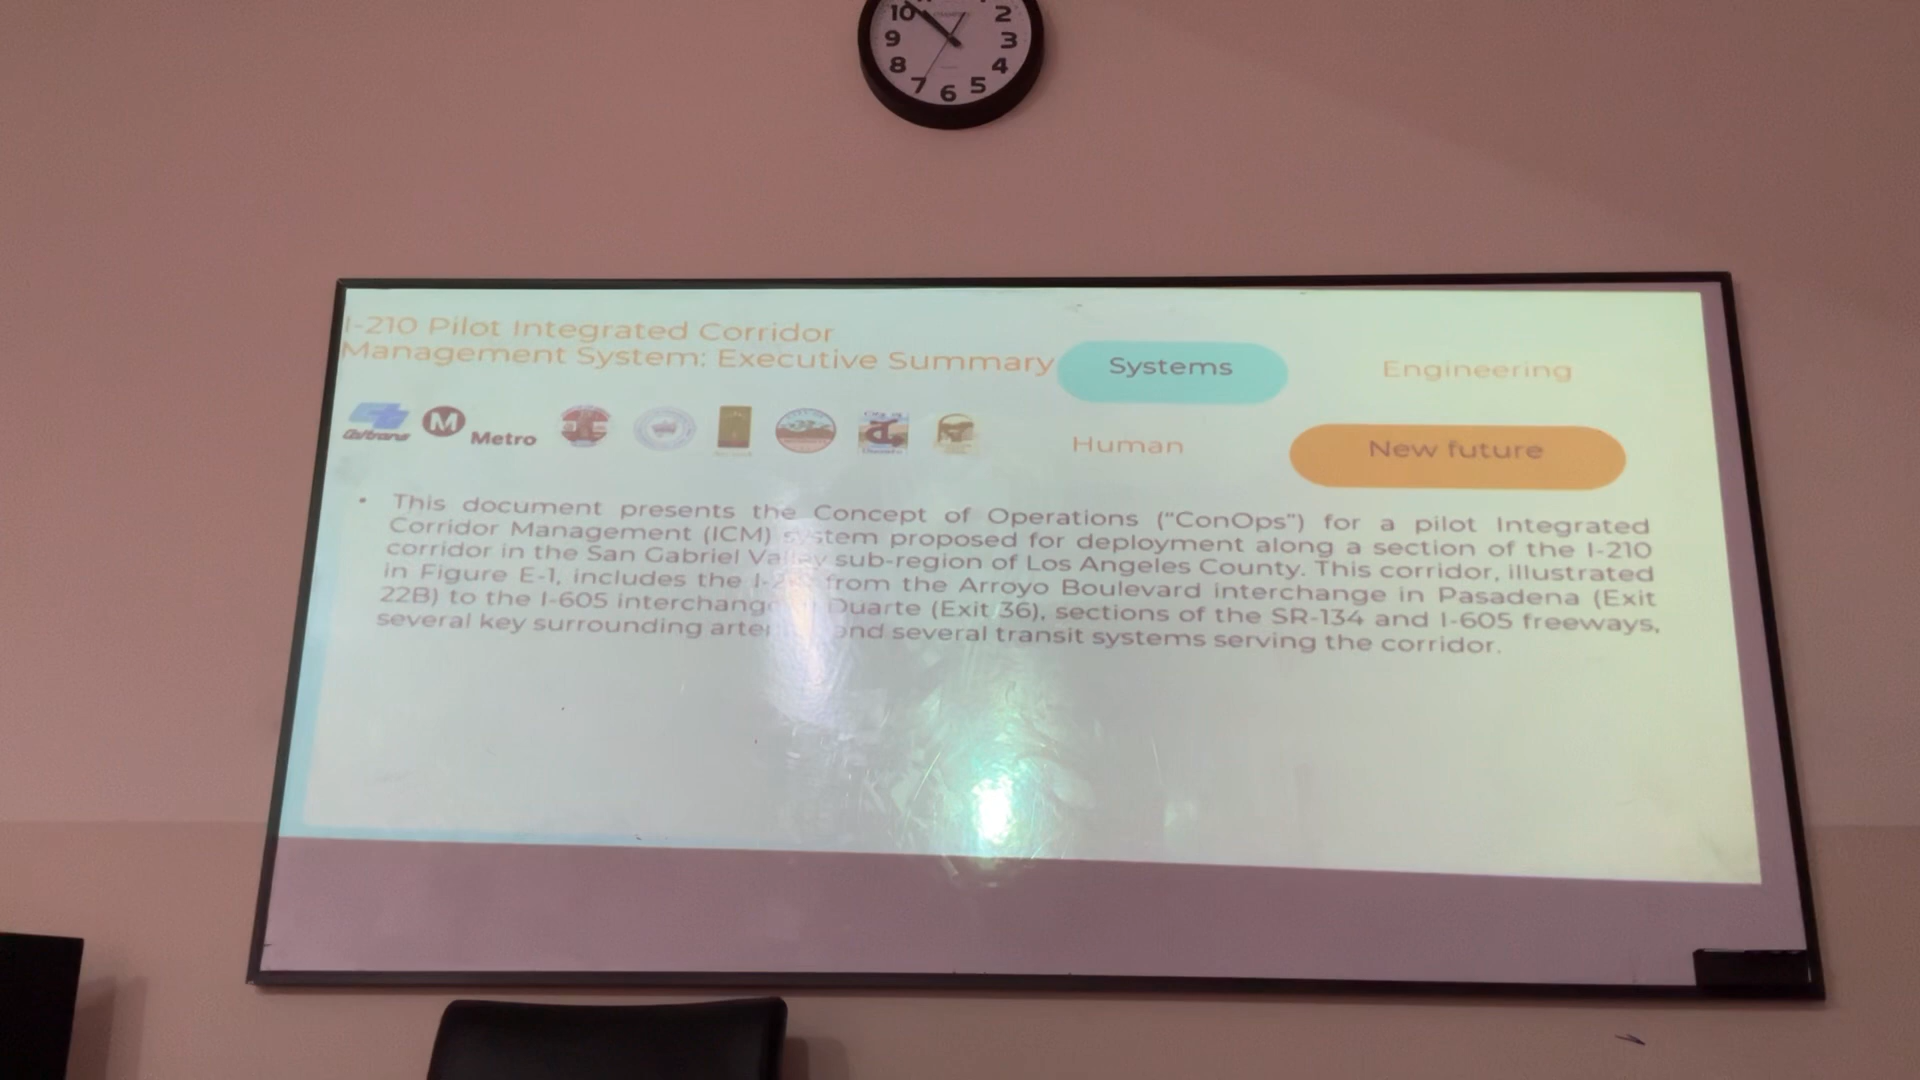 10
2
9
3
8
4
7
6
5
I-210 Pilot Integrated Corridor
Management System: Executive Summary
Systems
Engineering
Caltrans
M
Metro
Human
New future
• This document presents the Concept of Operations (“ConOps”) for a pilot Integrated
Corridor Management (ICM) system proposed for deployment along a section of the I-210
corridor in the San Gabriel Valley sub-region of Los Angeles County. This corridor, illustrated
in Figure E-1, includes the from the Arroyo Boulevard interchange in Pasadena (Exit
22B) to the I-605 interchange Duarte (Exit 36), sections of the SR-134 and I-605 freeways,
several key surrounding and several transit systems serving the corridor.